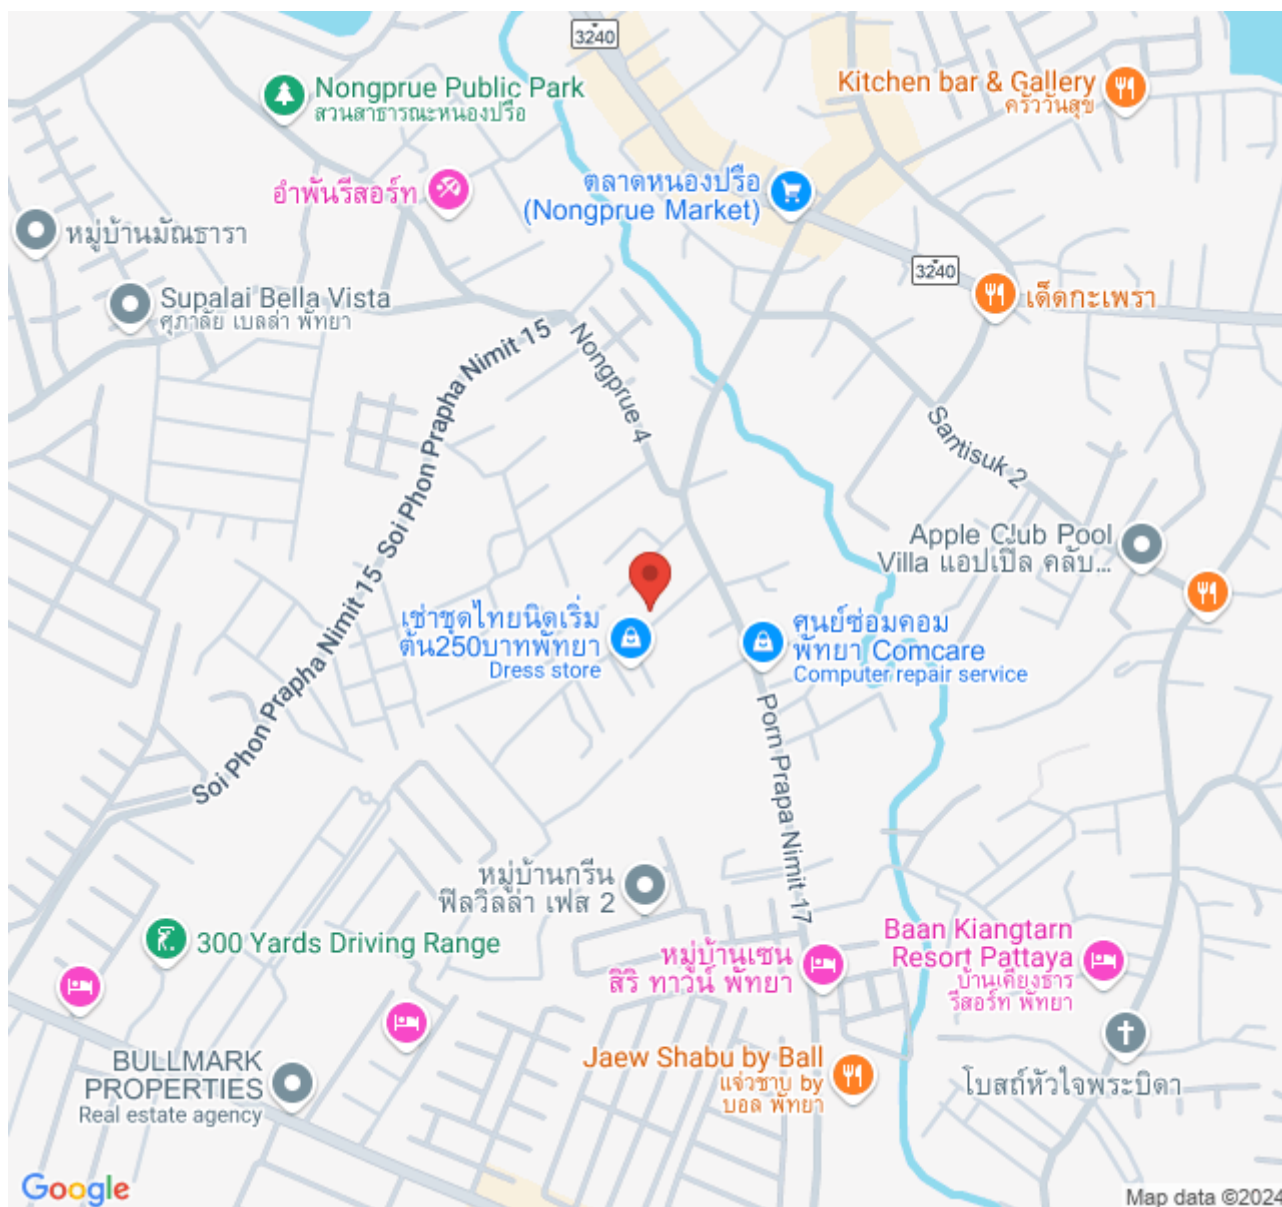 3240
Nongprue Public Park
สวนสาธารณะหนองปรือ
Kitchen bar & Gallery
ครัววันสุข
อำพันรีสอร์ท
ตลาดหนองปรือ
(Nongprue Market)
หมู่บ้านมัณธารา
3240
Supalai Bella Vista
ศุภาลัย เบลล่า พัทยา
เด็ดกะเพรา
Nongprue 4
Soi Phon Prapha Nimit 15
Soi Phon Prapha Nimit 15
Santisuk 2
Apple Club Pool
Villa แอปเปิ้ล คลับ...
เช่าชุดไทยนิดเริ่ม
ต้น250บาทพัทยา
Dress store
ศูนย์ซ่อมคอม
พัทยา Comcare
Computer repair service
Porn Prapa Nimit 17
หมู่บ้านกรีน
ฟิลวิลล่า เฟส 2
300 Yards Driving Range
หมู่บ้านเซน
สิริ ทาวน์ พัทยา
Baan Kiangtarn
Resort Pattaya
บ้านเคียงธาร
รีสอร์ท พัทยา
BULLMARK
PROPERTIES
Real estate agency
Jaew Shabu by Ball
แจ่วชาบู by
บอล พัทยา
โบสถ์หัวใจพระบิดา
Google
Map data ©2024